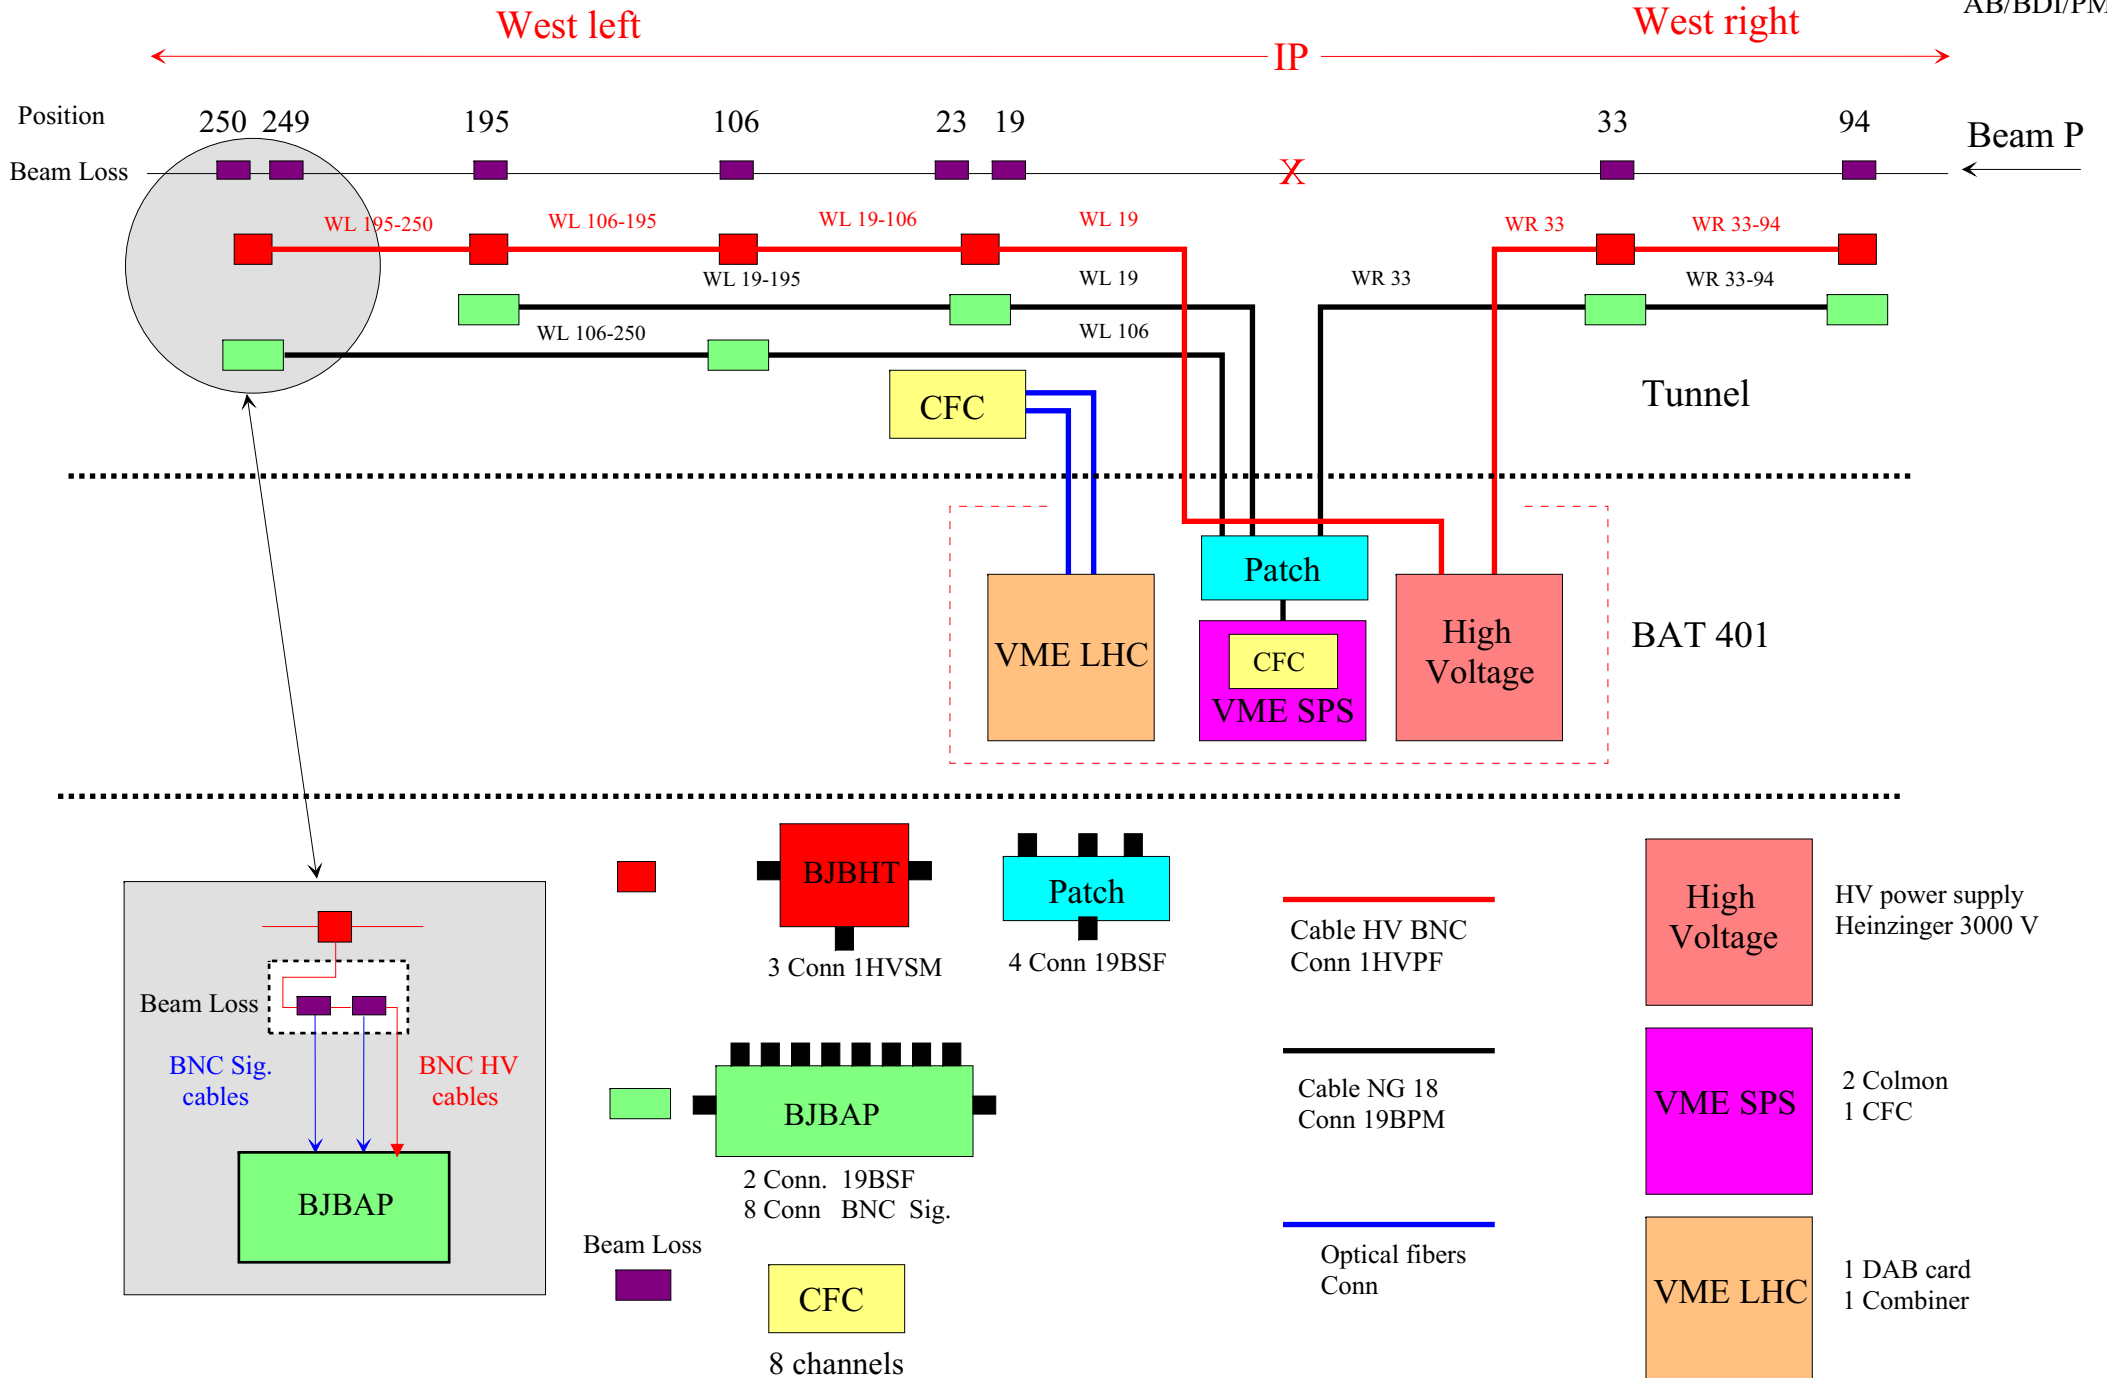 AB/BDI/PM
West left
West right
IP
Position
250 249 195 106 23 19 33 94
Beam P
Beam Loss
X
WL 195-250 WL 106-195 WL 19-106 WL 19 WR 33 WR 33-94
WL 19-195 WL 19 WR 33 WR 33-94
WL 106-250 WL 106
CFC
Tunnel
Patch
VME LHC
CFC
VME SPS
High
Voltage
BAT 401
BJBHT
3 Conn 1HVSM
Patch
4 Conn 19BSF
Cable HV BNC
Conn 1HVPF
High
Voltage
HV power supply
Heinzinger 3000 V
Beam Loss
BNC Sig.
cables
BNC HV
cables
BJBAP
BJBAP
2 Conn. 19BSF
8 Conn BNC Sig.
Cable NG 18
Conn 19BPM
VME SPS
2 Colmon
1 CFC
Beam Loss
CFC
8 channels
Optical fibers
Conn
VME LHC
1 DAB card
1 Combiner